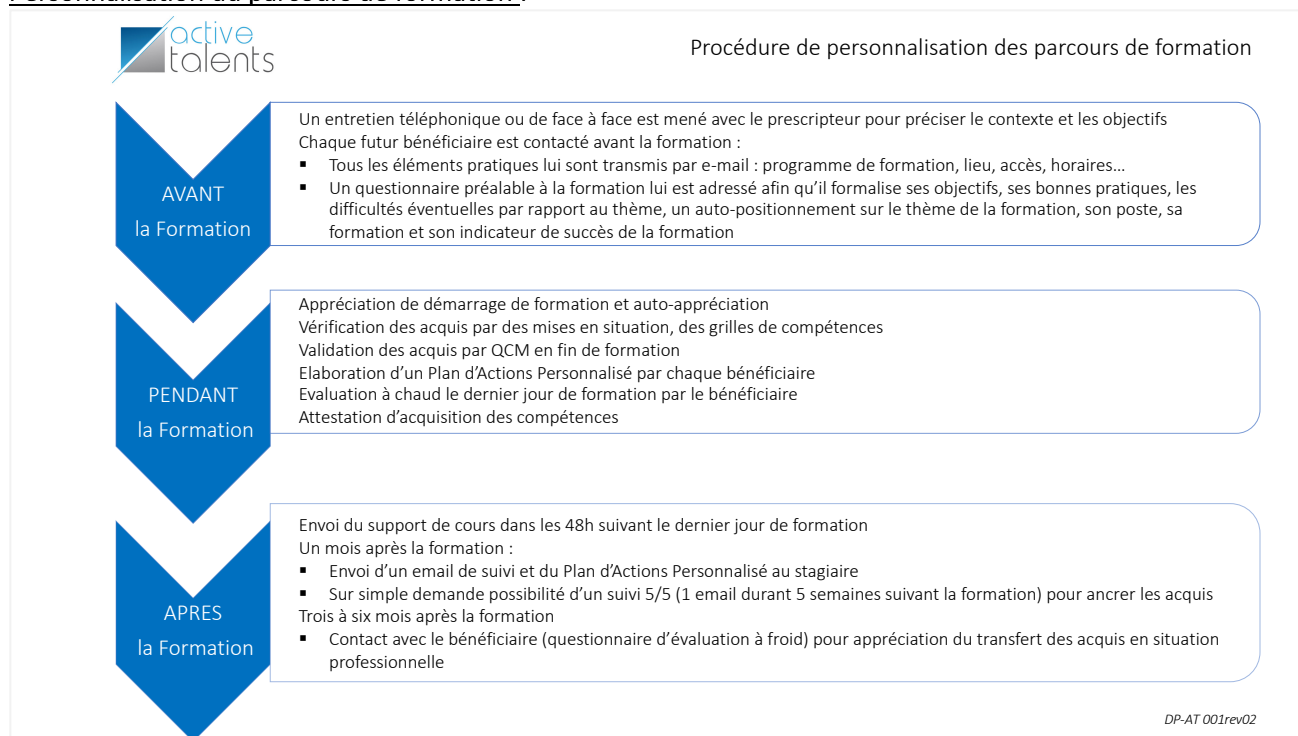 Personnalisation du parcours de formation :
active
talents
Procédure de personnalisation des parcours de formation
AVANT
la Formation
Un entretien téléphonique ou de face à face est mené avec le prescripteur pour préciser le contexte et les objectifs
Chaque futur bénéficiaire est contacté avant la formation :
▪ Tous les éléments pratiques lui sont transmis par e-mail : programme de formation, lieu, accès, horaires…
▪ Un questionnaire préalable à la formation lui est adressé afin qu’il formalise ses objectifs, ses bonnes pratiques, les
difficultés éventuelles par rapport au thème, un auto-positionnement sur le thème de la formation, son poste, sa
formation et son indicateur de succès de la formation
PENDANT
la Formation
Appréciation de démarrage de formation et auto-appréciation
Vérification des acquis par des mises en situation, des grilles de compétences
Validation des acquis par QCM en fin de formation
Elaboration d’un Plan d’Actions Personnalisé par chaque bénéficiaire
Evaluation à chaud le dernier jour de formation par le bénéficiaire
Attestation d’acquisition des compétences
APRES
la Formation
Envoi du support de cours dans les 48h suivant le dernier jour de formation
Un mois après la formation :
▪ Envoi d’un email de suivi et du Plan d’Actions Personnalisé au stagiaire
▪ Sur simple demande possibilité d’un suivi 5/5 (1 email durant 5 semaines suivant la formation) pour ancrer les acquis
Trois à six mois après la formation
▪ Contact avec le bénéficiaire (questionnaire d’évaluation à froid) pour appréciation du transfert des acquis en situation
professionnelle
DP-AT 001rev02